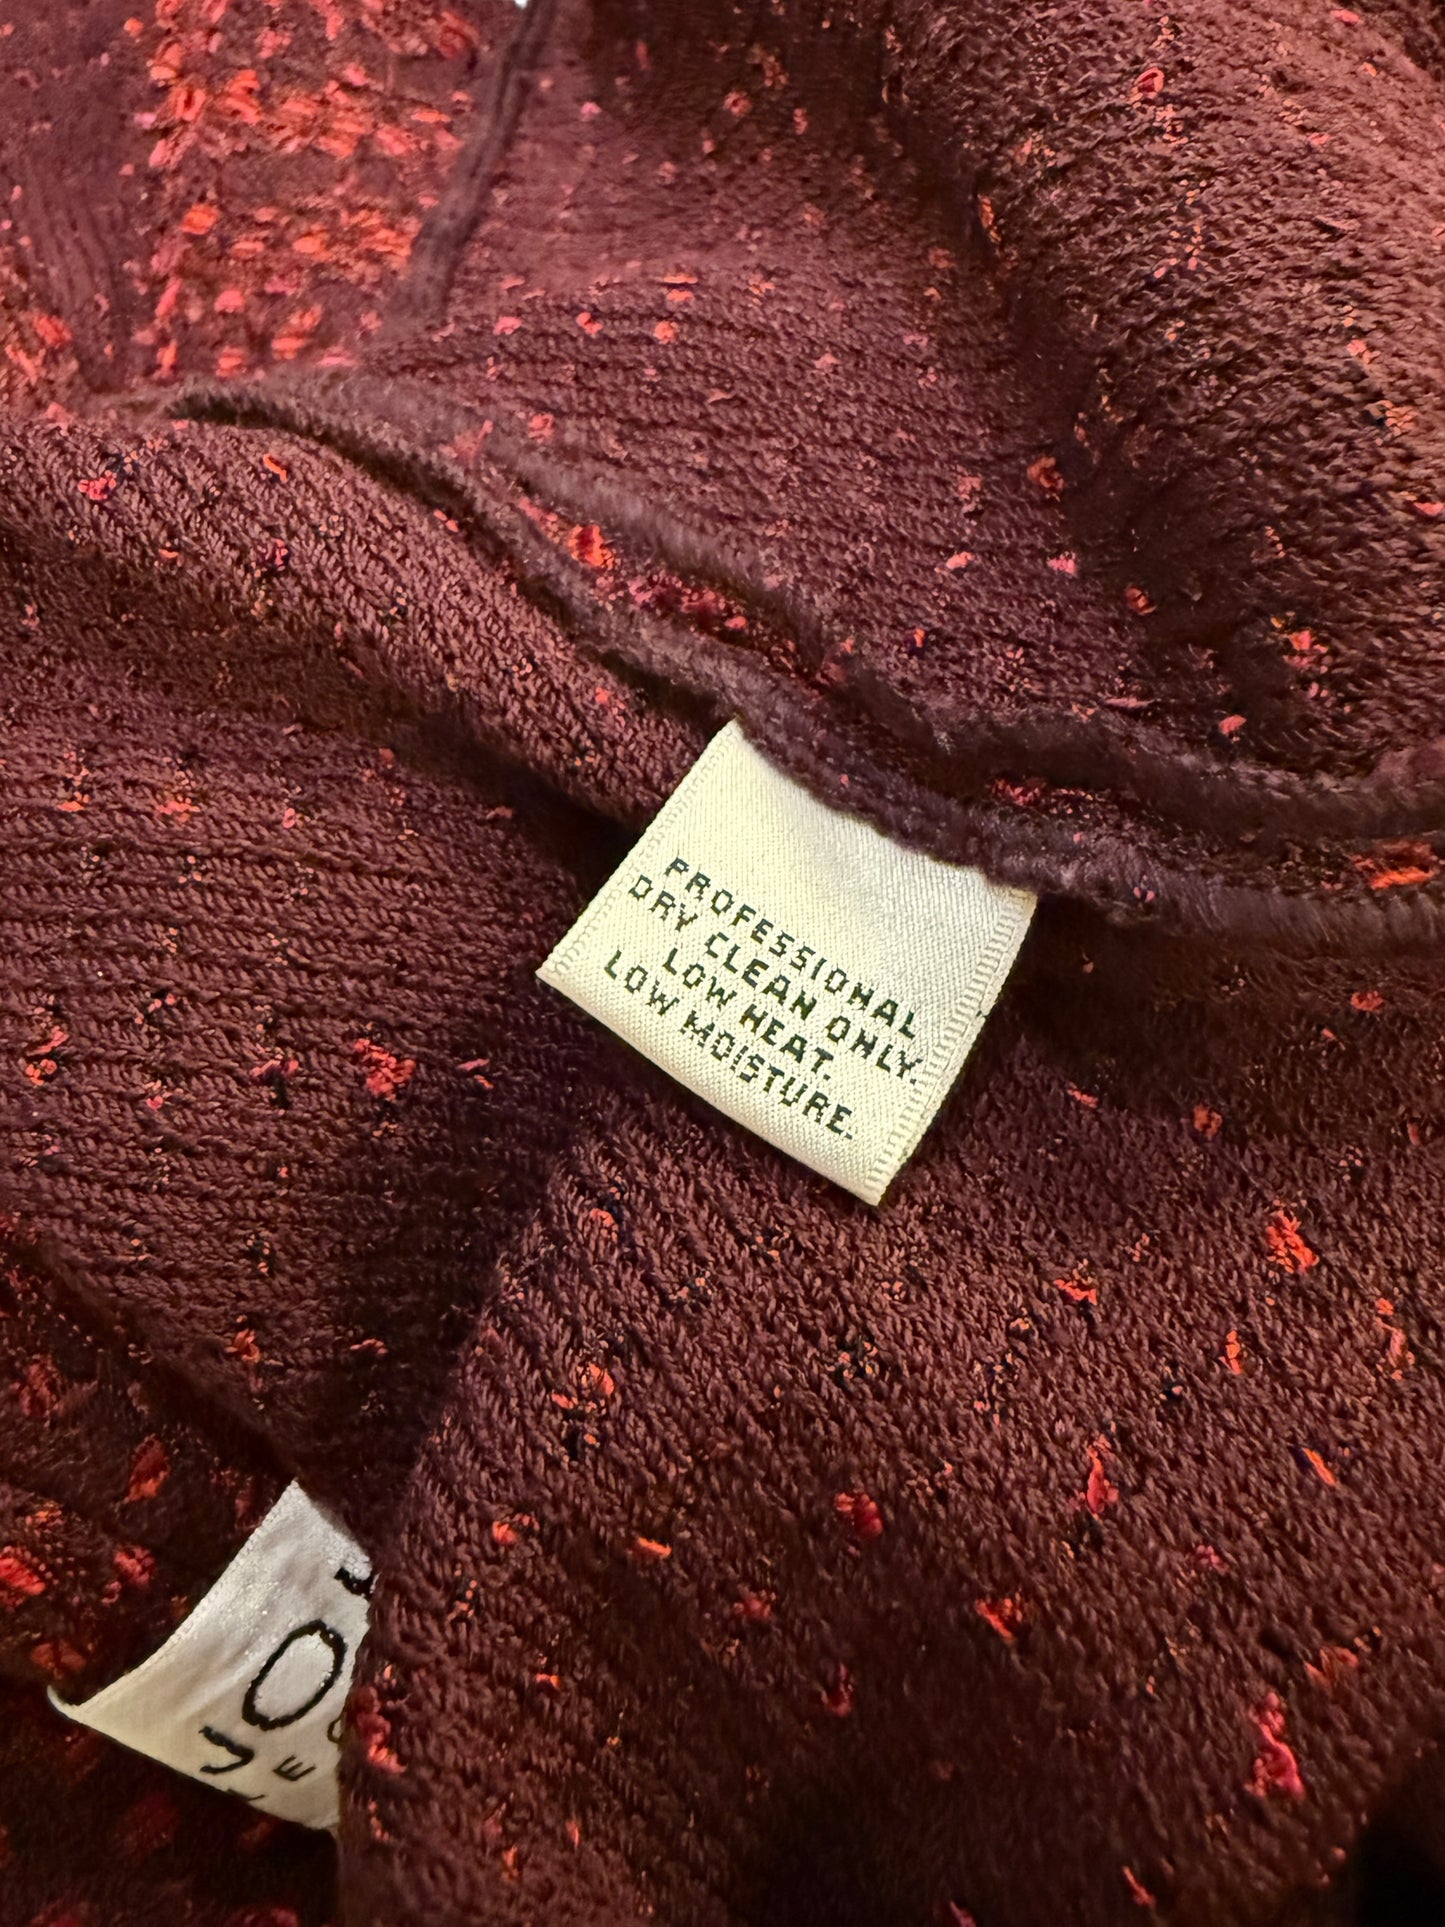 PROFESSIONAL
DRY CLEAN ONLY.
LOW HEAT.
LOW MOISTURE.